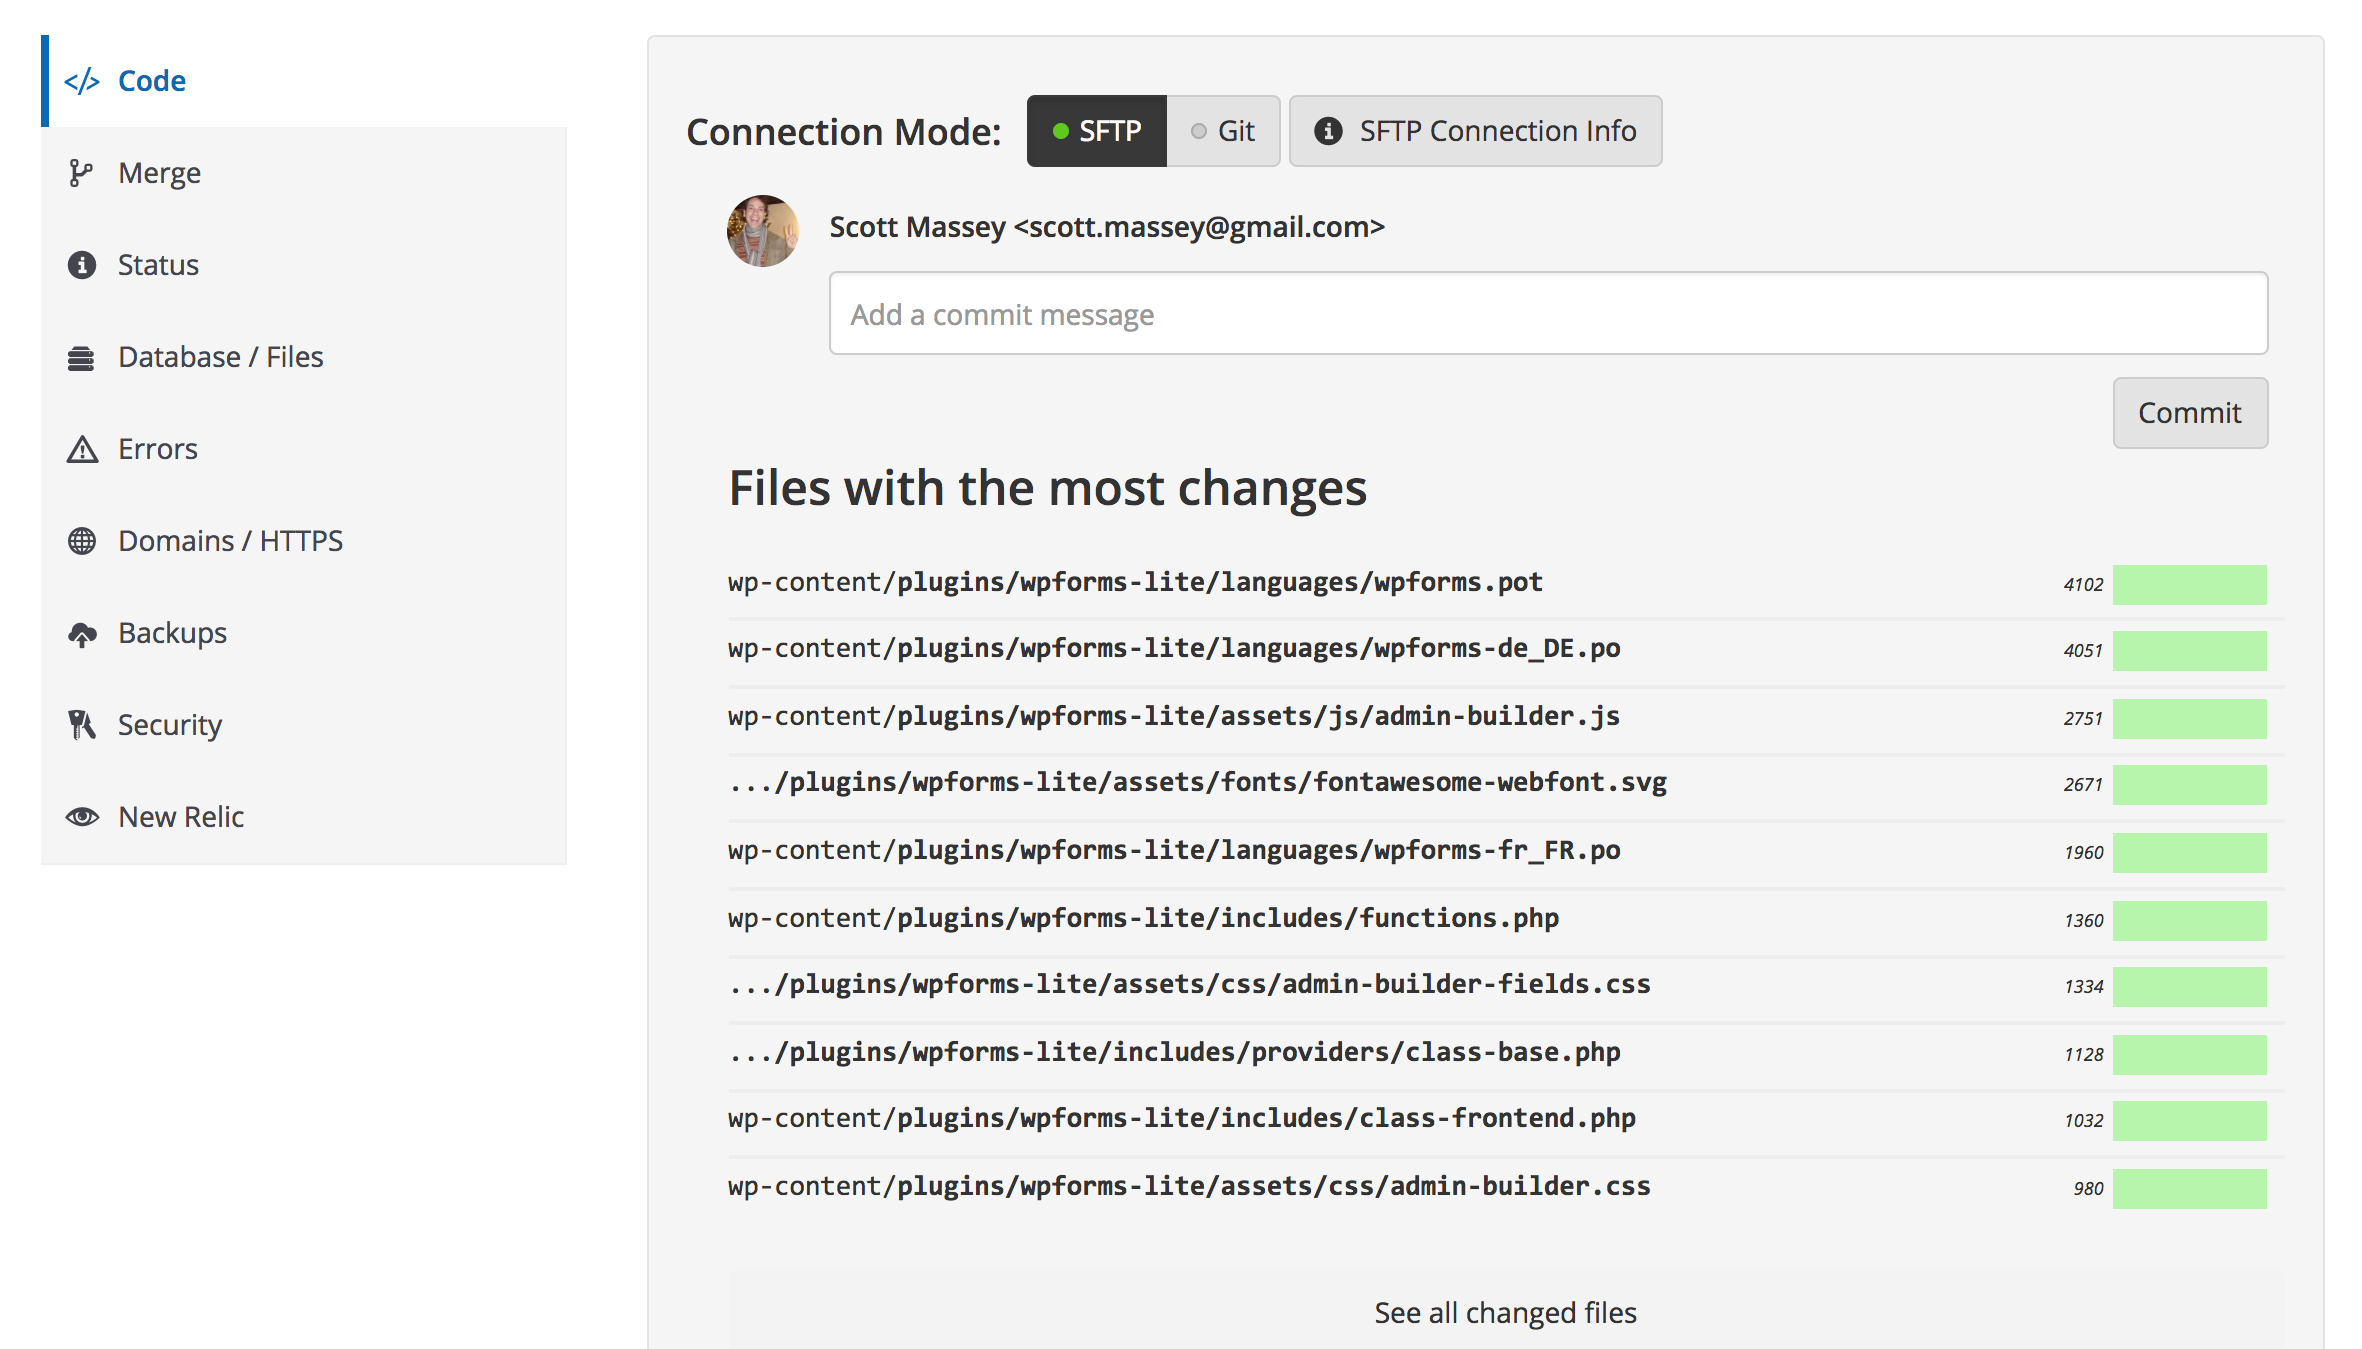 </> Code
Merge
Status
Database / Files
Errors
Domains / HTTPS
Backups
Security
New Relic
Connection Mode: SFTP Git SFTP Connection Info
Scott Massey <scott.massey@gmail.com>
Add a commit message
Commit
Files with the most changes
wp-content/plugins/wpforms-lite/languages/wpforms.pot 4102
wp-content/plugins/wpforms-lite/languages/wpforms-de_DE.po 4051
wp-content/plugins/wpforms-lite/assets/js/admin-builder.js 2751
.../plugins/wpforms-lite/assets/fonts/fontawesome-webfont.svg 2671
wp-content/plugins/wpforms-lite/languages/wpforms-fr_FR.po 1960
wp-content/plugins/wpforms-lite/includes/functions.php 1360
.../plugins/wpforms-lite/assets/css/admin-builder-fields.css 1334
.../plugins/wpforms-lite/includes/providers/class-base.php 1128
wp-content/plugins/wpforms-lite/includes/class-frontend.php 1032
wp-content/plugins/wpforms-lite/assets/css/admin-builder.css 980
See all changed files